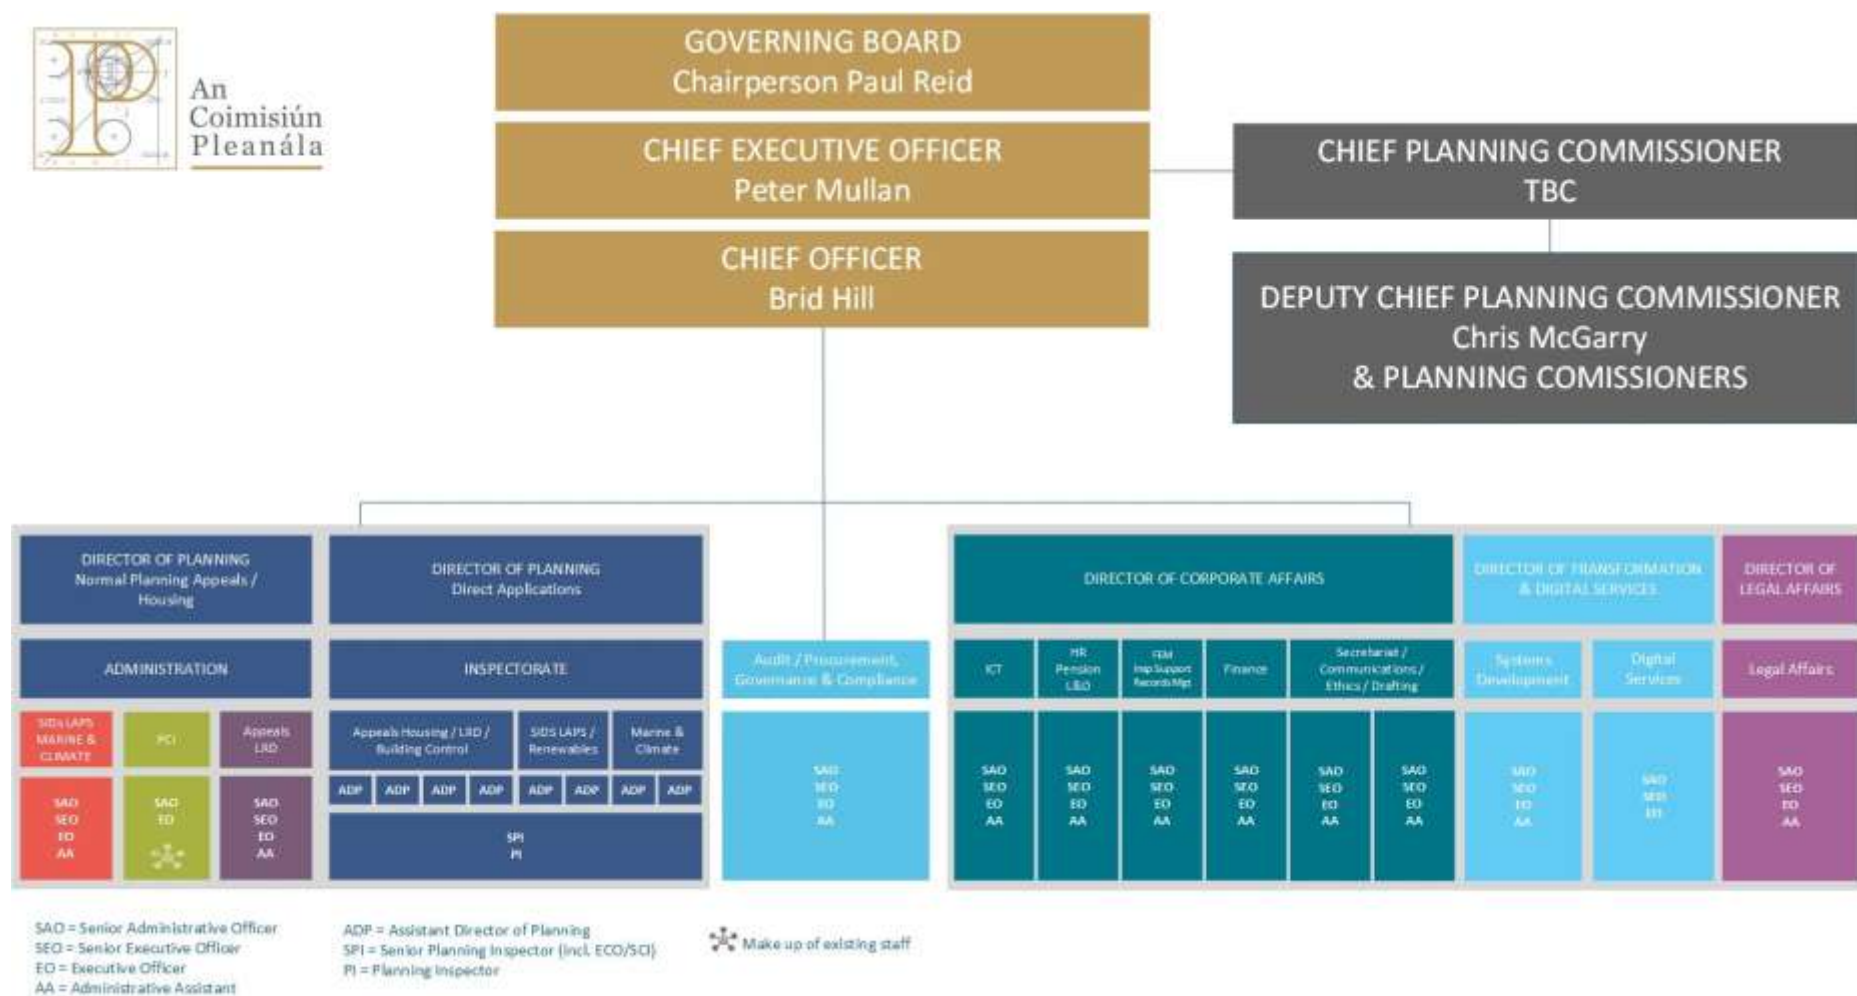 An
Coimisiún
Pleanála
GOVERNING BOARD
Chairperson Paul Reid
CHIEF EXECUTIVE OFFICER
Peter Mullan
CHIEF OFFICER
Brid Hill
CHIEF PLANNING COMMISSIONER
TBC
DEPUTY CHIEF PLANNING COMMISSIONER
Chris McGarry
& PLANNING COMISSIONERS
DIRECTOR OF PLANNING
Normal Planning Appeals /
Housing
DIRECTOR OF PLANNING
Direct Applications
DIRECTOR OF CORPORATE AFFAIRS
DIRECTOR OF TRANSFORMATION
& DIGITAL SERVICES
DIRECTOR OF
LEGAL AFFAIRS
ADMINISTRATION
INSPECTORATE
Audit / Procurement,
Governance & Compliance
ICT
HR
Pension
L&D
FEM
Insp Support
Records Mgt
Finance
Secretariat /
Communications /
Ethics / Drafting
Systems
Development
Digital
Services
Legal Affairs
SIDS LAPS
MARINE &
CLIMATE
PCI
Appeals
LRD
Appeals Housing / LRD /
Building Control
SIDS LAPS /
Renewables
Marine &
Climate
ADP
ADP
ADP
ADP
ADP
ADP
ADP
ADP
SAO
SEO
EO
AA
SAO
EO
SAO
SEO
EO
AA
SPI
PI
SAO
SEO
EO
AA
SAO
SEO
EO
AA
SAO
SEO
EO
AA
SAO
SEO
EO
AA
SAO
SEO
EO
AA
SAO
SEO
EO
AA
SAO
SEO
EO
AA
SAO
SEO
EO
AA
SAO
SEO
EO
SAO
SEO
EO
AA
SAO = Senior Administrative Officer
SEO = Senior Executive Officer
EO = Executive Officer
AA = Administrative Assistant
ADP = Assistant Director of Planning
SPI = Senior Planning Inspector (incl. ECO/SCI)
PI = Planning Inspector
Make up of existing staff